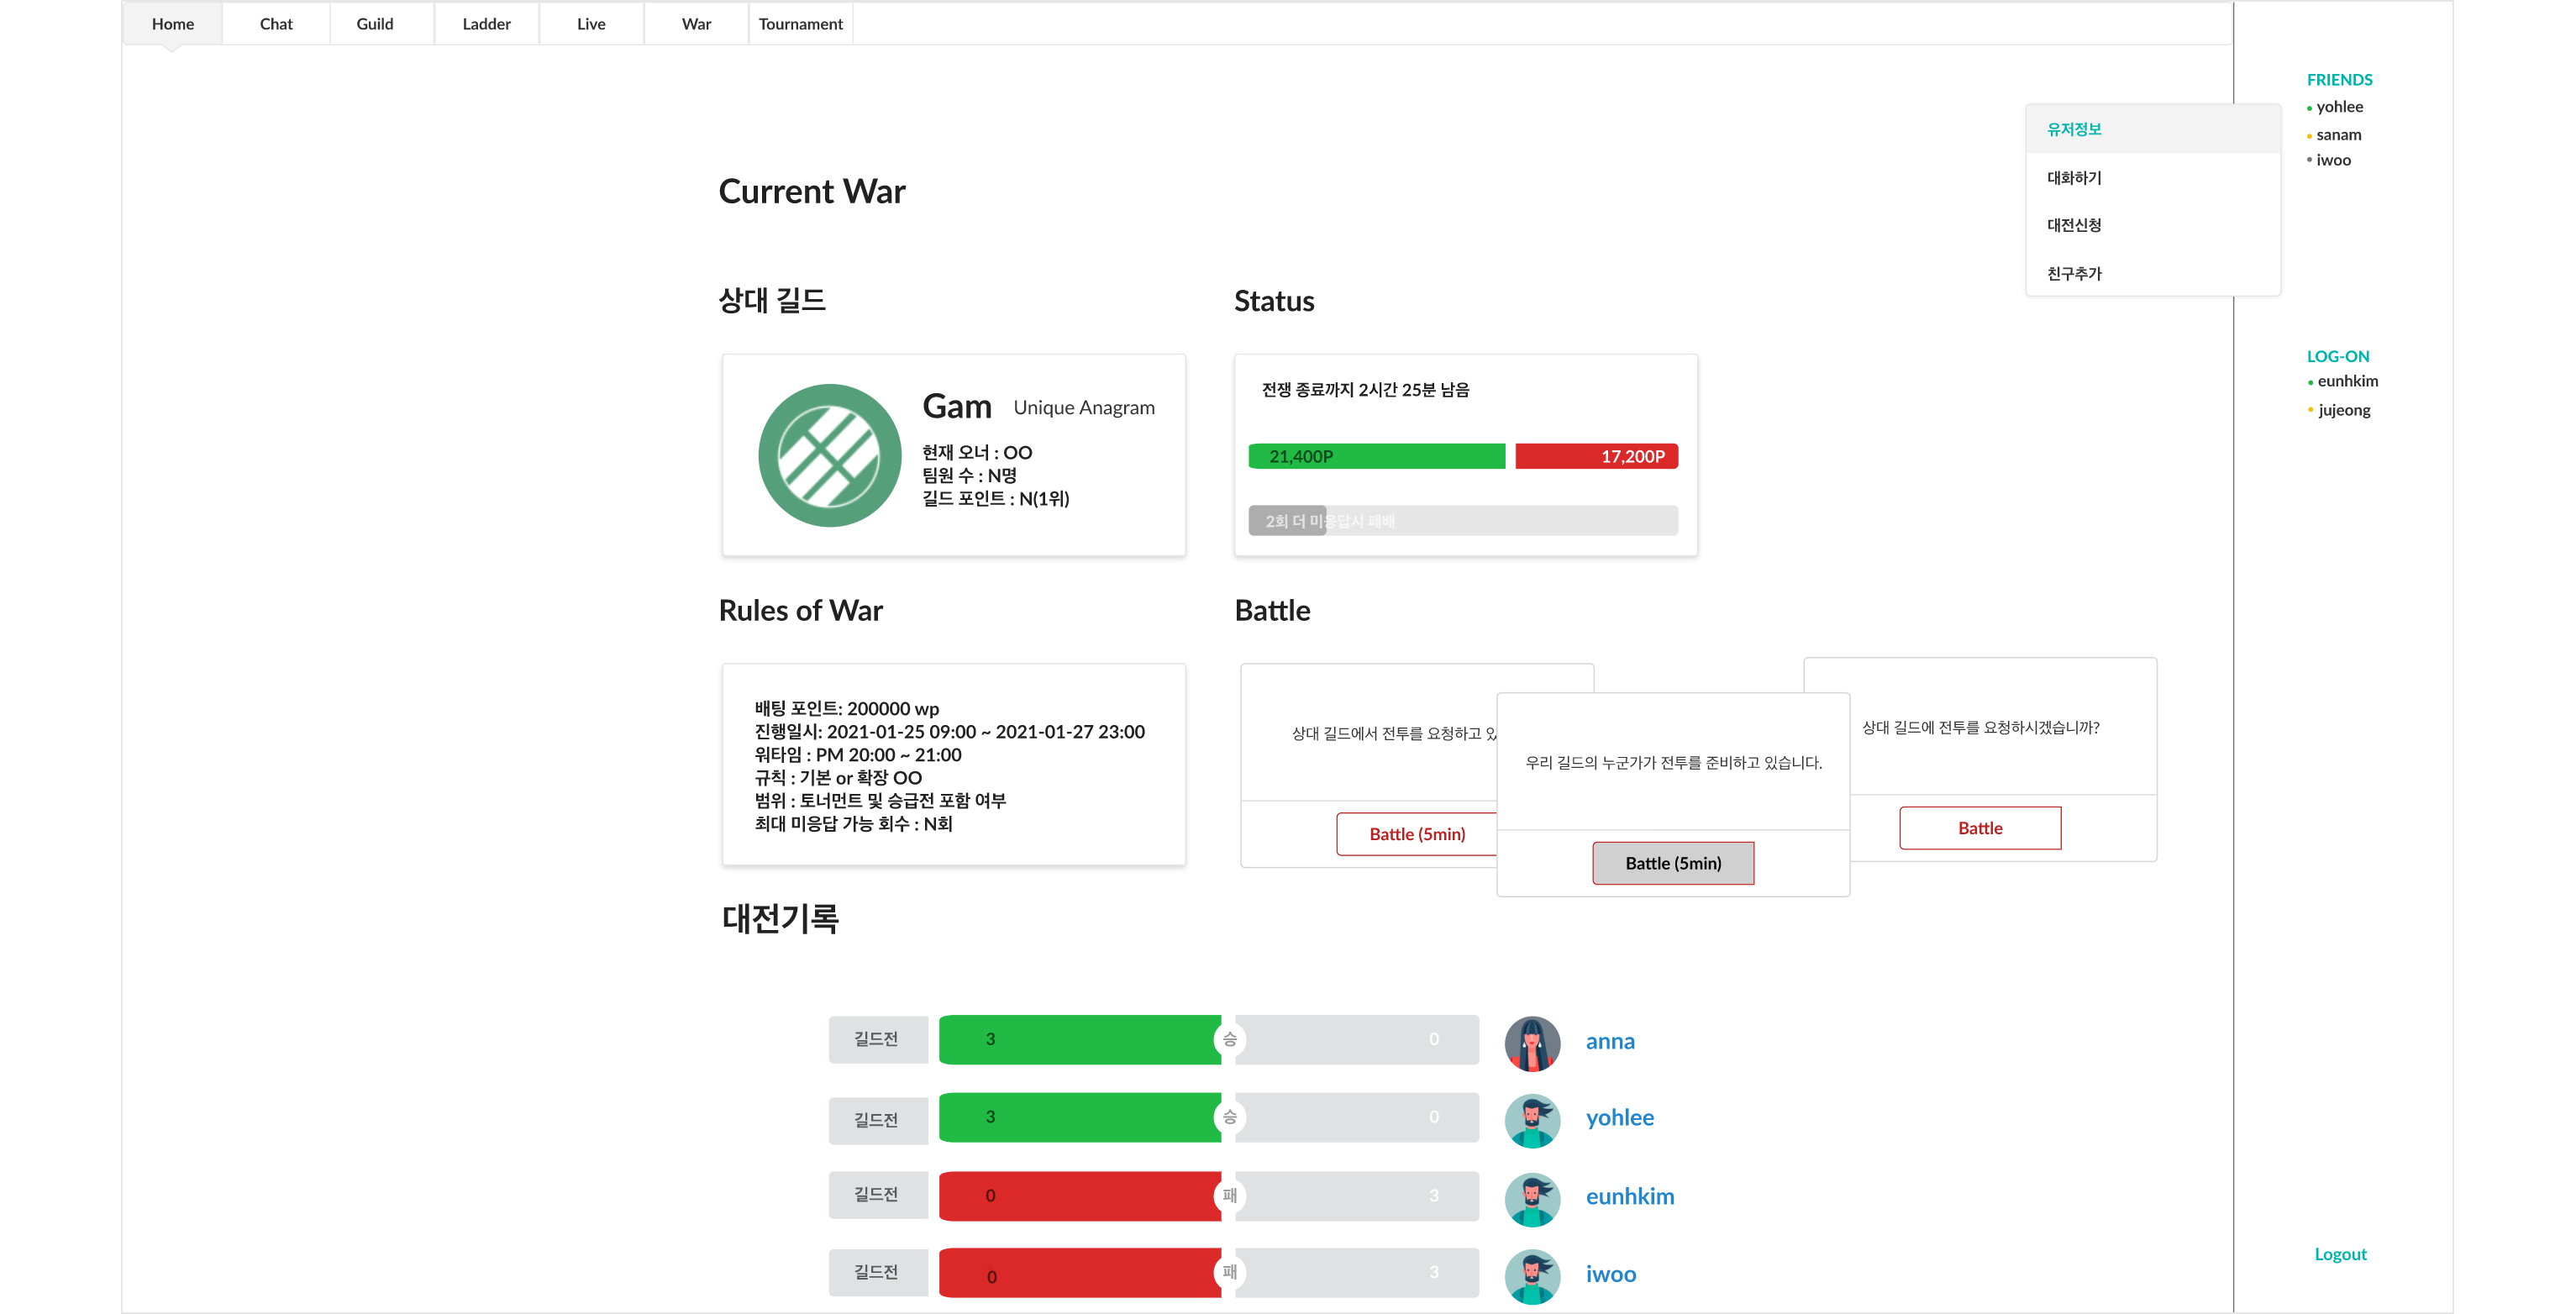 Home
Chat
Guild
Ladder
Live
War
Tournament
FRIENDS
yohlee
sanam
iwoo
유저정보
대화하기
대전신청
친구추가
LOG-ON
eunhkim
jujeong
Current War
상대 길드
Gam Unique Anagram
현재 오너 : OO
팀원 수 : N명
길드 포인트 : N(1위)
Status
전쟁 종료까지 2시간 25분 남음
21,400P
17,200P
2회 더 미응답시 패배
Rules of War
배팅 포인트: 200000 wp
진행일시: 2021-01-25 09:00 ~ 2021-01-27 23:00
워타임 : PM 20:00 ~ 21:00
규칙 : 기본 or 확장 OO
범위 : 토너먼트 및 승급전 포함 여부
최대 미응답 가능 회수 : N회
Battle
상대 길드에서 전투를 요청하고
Battle (5min)
우리 길드의 누군가가 전투를 준비하고 있습니다.
Battle (5min)
상대 길드에 전투를 요청하시겠습니까?
Battle
대전기록
길드전 3 승 0 anna
길드전 3 승 0 yohlee
길드전 0 패 3 eunhkim
길드전 0 패 3 iwoo
Logout